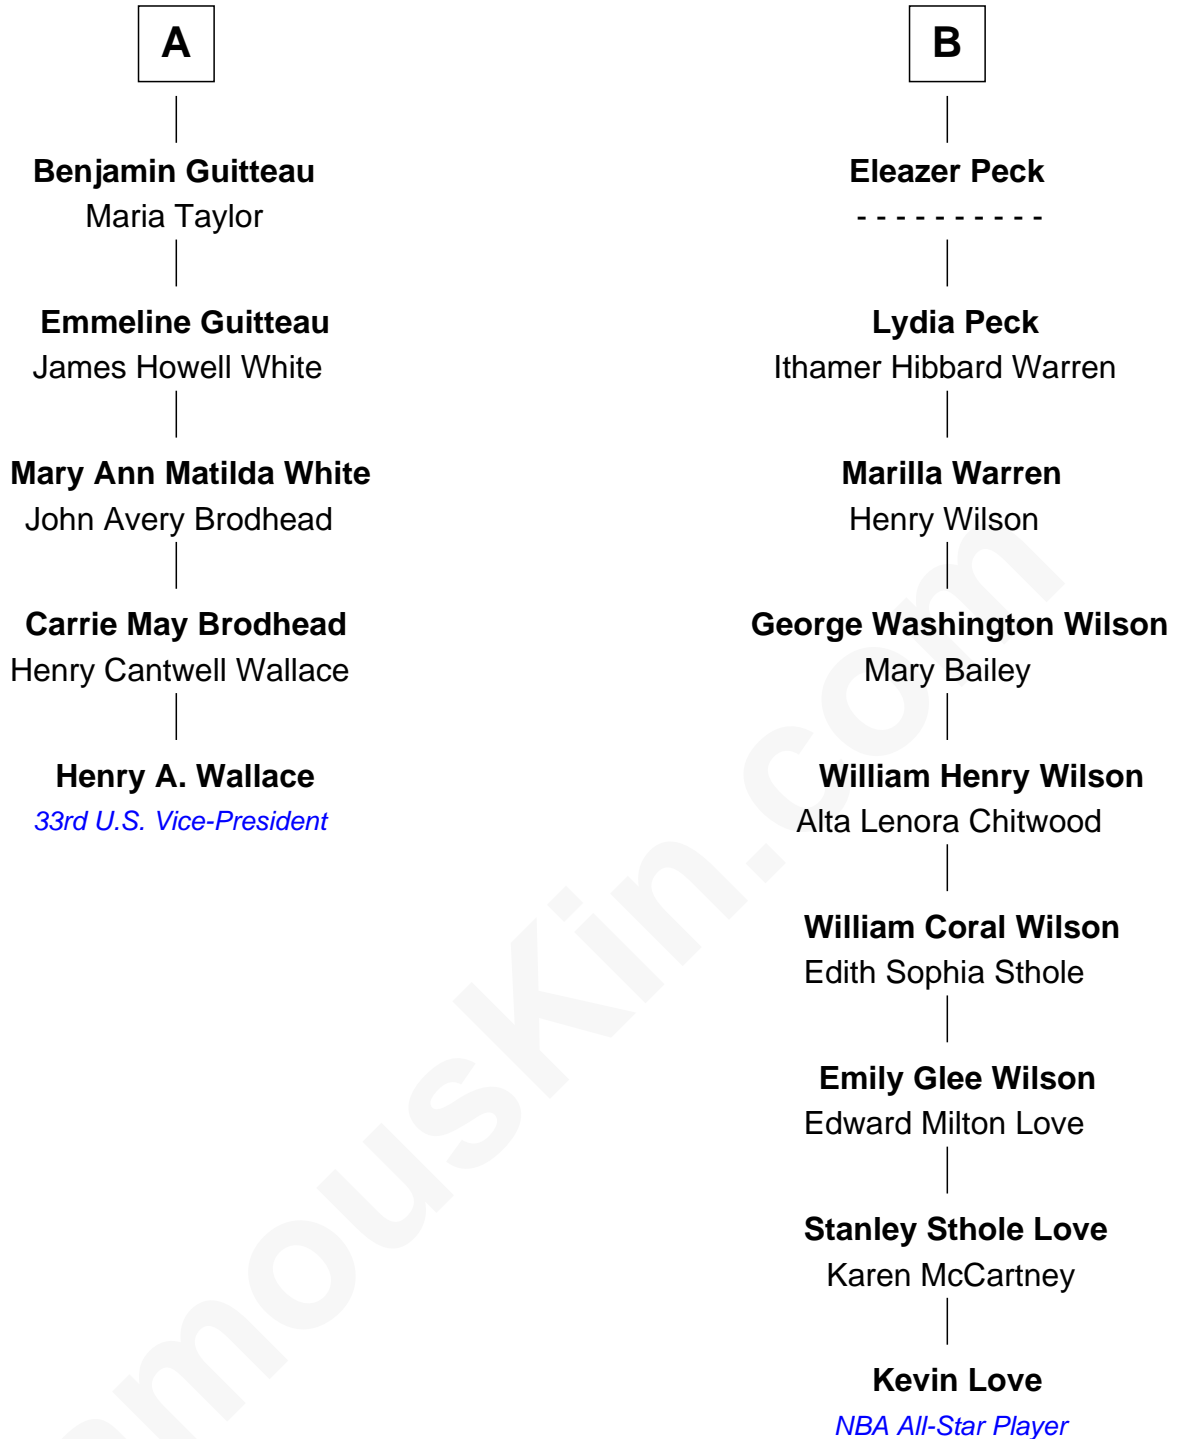 A
Benjamin Guitteau
Maria Taylor
Emmeline Guitteau
James Howell White
Mary Ann Matilda White
John Avery Brodhead
Carrie May Brodhead
Henry Cantwell Wallace
Henry A. Wallace
33rd U.S. Vice-President
B
Eleazer Peck
- - - - - - - - - -
Lydia Peck
Ithamer Hibbard Warren
Marilla Warren
Henry Wilson
George Washington Wilson
Mary Bailey
William Henry Wilson
Alta Lenora Chitwood
William Coral Wilson
Edith Sophia Sthole
Emily Glee Wilson
Edward Milton Love
Stanley Sthole Love
Karen McCartney
Kevin Love
NBA All-Star Player
amousKin.com